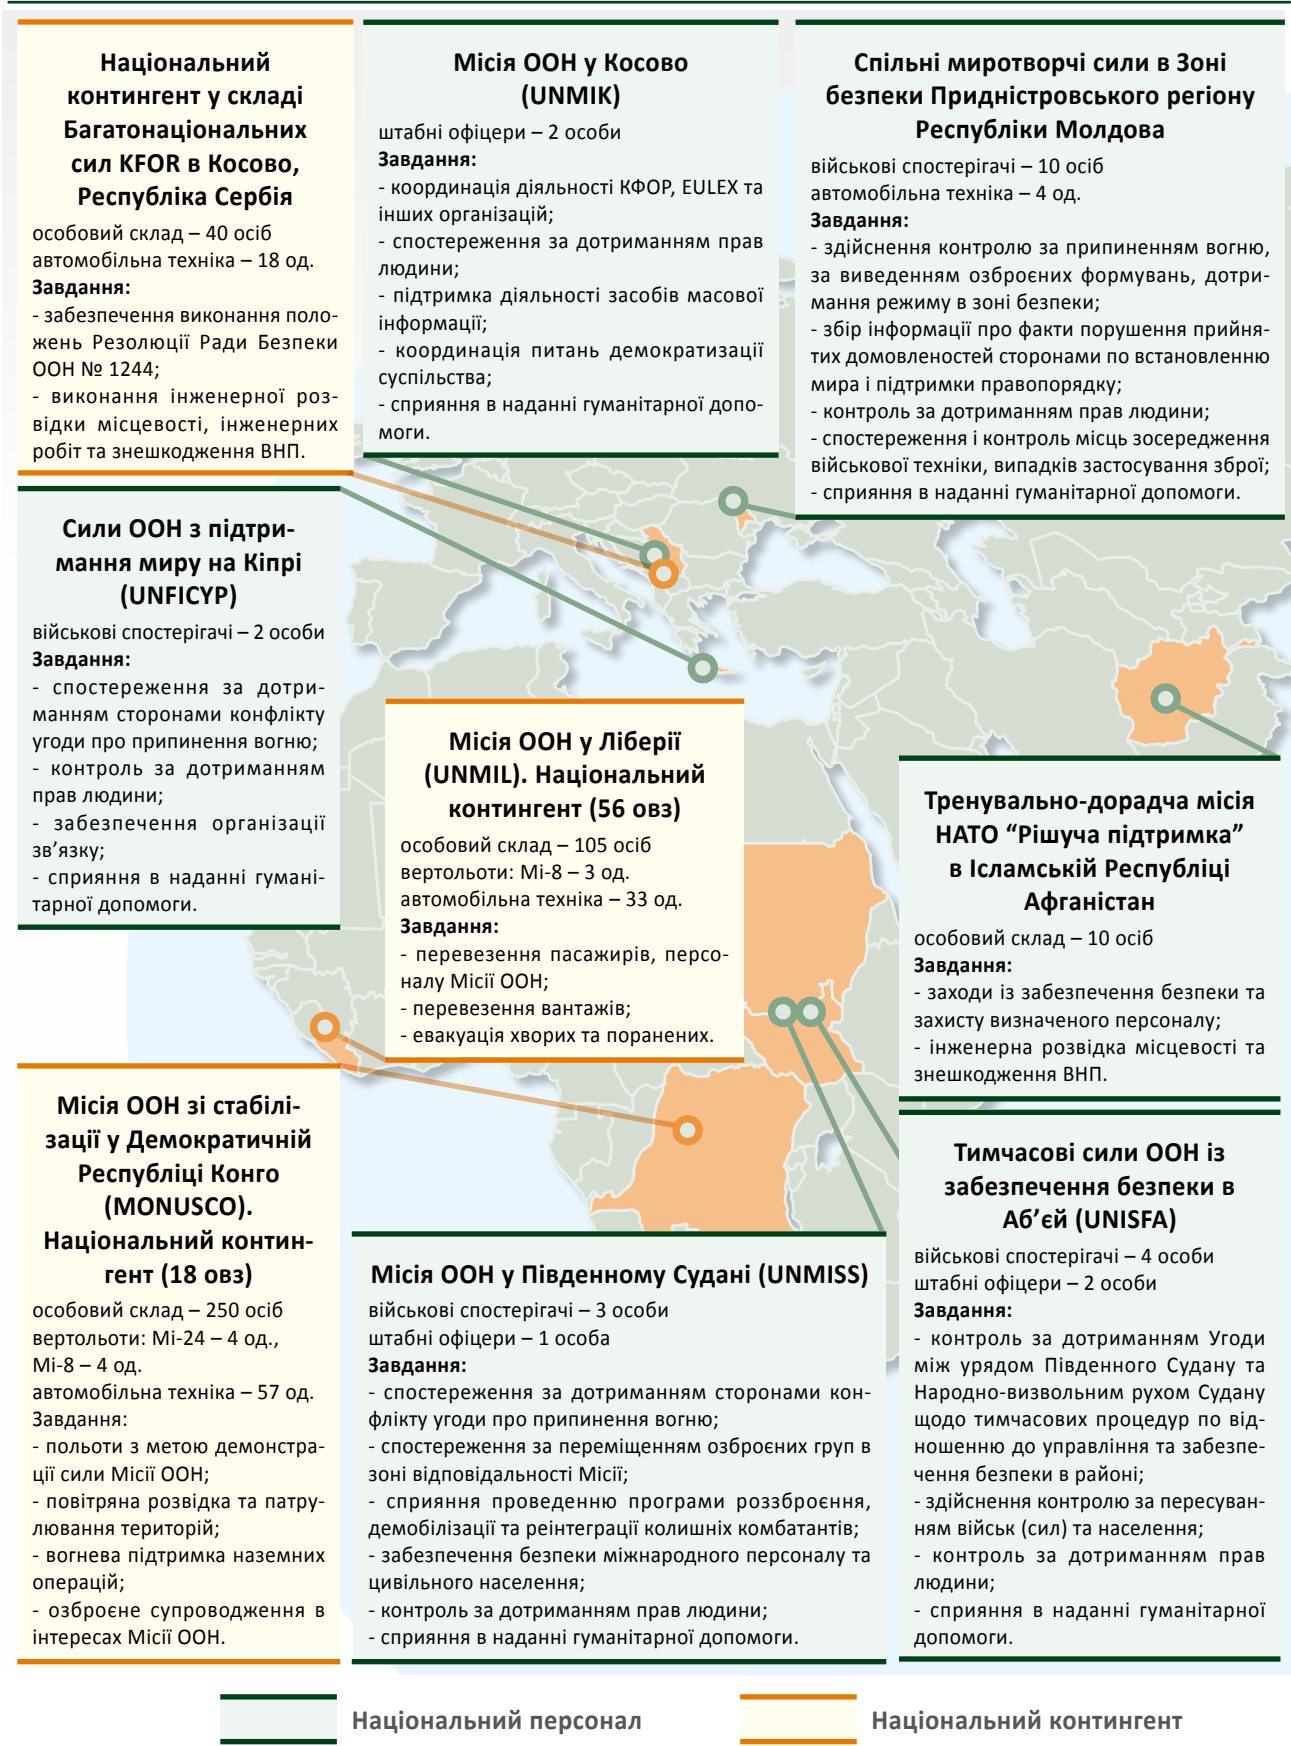 Національний
контингент у складі
Багатонаціональних
сил KFOR в Косово,
Республіка Сербія
особовий склад – 40 осіб
автомобільна техніка – 18 од.
Завдання:
- забезпечення виконання поло-
жень Резолюції Ради Безпеки
ООН № 1244;
- виконання інженерної роз-
відки місцевості, інженерних
робіт та знешкодження ВНП.
Місія ООН у Косово
(UNMIK)
штабні офіцери – 2 особи
Завдання:
- координація діяльності КФОР, EULEX та
інших організацій;
- спостереження за дотриманням прав
людини;
- підтримка діяльності засобів масової
інформації;
- координація питань демократизації
суспільства;
- сприяння в наданні гуманітарної допо-
моги.
Спільні миротворчі сили в Зоні
безпеки Придністровського регіону
Республіки Молдова
військові спостерігачі – 10 осіб
автомобільна техніка – 4 од.
Завдання:
- здійснення контролю за припиненням вогню,
за виведенням озброєних формувань, дотри-
мання режиму в зоні безпеки;
- збір інформації про факти порушення прийня-
тих домовленостей сторонами по встановленню
мира і підтримки правопорядку;
- контроль за дотриманням прав людини;
- спостереження і контроль місць зосередження
військової техніки, випадків застосування зброї;
- сприяння в наданні гуманітарної допомоги.
Сили ООН з підтри-
мання миру на Кіпрі
(UNFICYP)
військові спостерігачі – 2 особи
Завдання:
- спостереження за дотри-
манням сторонами конфлікту
угоди про припинення вогню;
- контроль за дотриманням
прав людини;
- забезпечення організації
зв’язку;
- сприяння в наданні гумані-
тарної допомоги.
Місія ООН у Ліберії
(UNMIL). Національний
контингент (56 овз)
особовий склад – 105 осіб
вертольоти: Мі-8 – 3 од.
автомобільна техніка – 33 од.
Завдання:
- перевезення пасажирів, персо-
налу Місії ООН;
- перевезення вантажів;
- евакуація хворих та поранених.
Тренувально-дорадча місія
НАТО “Рішуча підтримка”
в Ісламській Республіці
Афганістан
особовий склад – 10 осіб
Завдання:
- заходи із забезпечення безпеки та
захисту визначеного персоналу;
- інженерна розвідка місцевості та
знешкодження ВНП.
Місія ООН зі стабілі-
зації у Демократичній
Республіці Конго
(MONUSCO).
Національний контин-
гент (18 овз)
особовий склад – 250 осіб
вертольоти: Мі-24 – 4 од.,
Мі-8 – 4 од.
автомобільна техніка – 57 од.
Завдання:
- польоти з метою демонстра-
ції сили Місії ООН;
- повітряна розвідка та патру-
лювання територій;
- вогнева підтримка наземних
операцій;
- озброєне супроводження в
інтересах Місії ООН.
Місія ООН у Південному Судані (UNMISS)
військові спостерігачі – 3 особи
штабні офіцери – 1 особа
Завдання:
- спостереження за дотриманням сторонами кон-
флікту угоди про припинення вогню;
- спостереження за переміщенням озброєних груп в
зоні відповідальності Місії;
- сприяння проведенню програми роззброєння,
демобілізації та реінтеграції колишніх комбатантів;
- забезпечення безпеки міжнародного персоналу та
цивільного населення;
- контроль за дотриманням прав людини;
- сприяння в наданні гуманітарної допомоги.
Тимчасові сили ООН із
забезпечення безпеки в
Аб’єй (UNISFA)
військові спостерігачі – 4 особи
штабні офіцери – 2 особи
Завдання:
- контроль за дотриманням Угоди
між урядом Південного Судану та
Народно-визвольним рухом Судану
щодо тимчасових процедур по від-
ношенню до управління та забезпе-
чення безпеки в районі;
- здійснення контролю за пересуван-
ням військ (сил) та населення;
- контроль за дотриманням прав
людини;
- сприяння в наданні гуманітарної
допомоги.
Національний персонал
Національний контингент